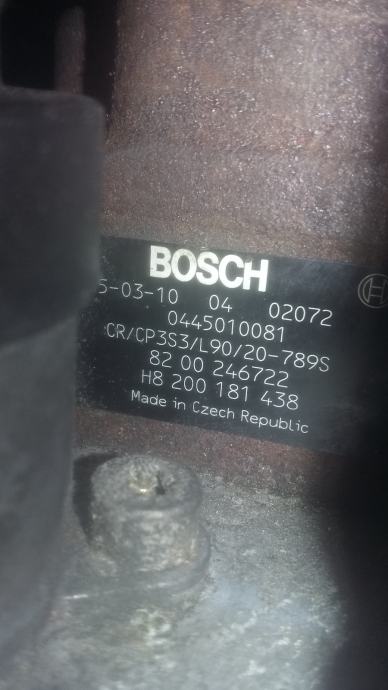 BOSCH
5-03-10 04 02072
0445010081
CR/CP3S3/L90/20-789S
82 00 246722
H8 200 181 438
Made in Czech Republic